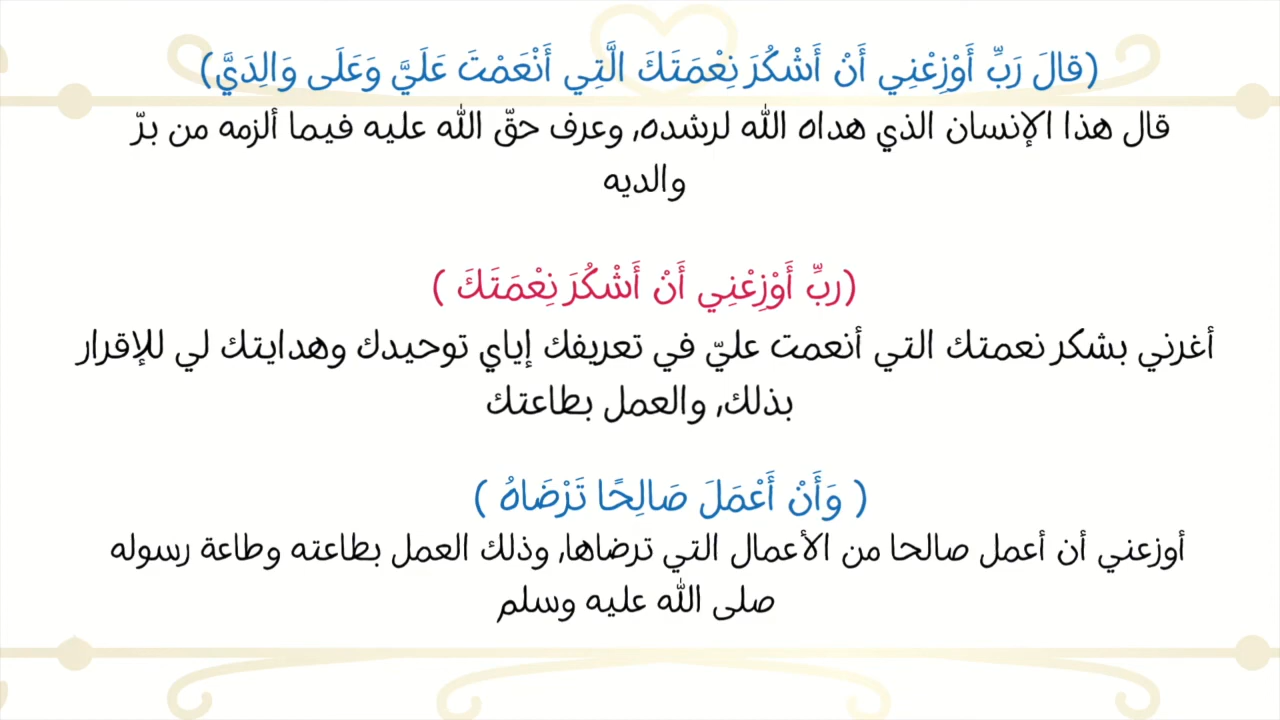 (قالَ رَبِّ أَوْزِعْنِي أَنْ أَشْكُرَ نِعْمَتَكَ الَّتِي أَنْعَمْتَ عَلَيَّ وَعَلَى وَالِدَيَّ)
قال هذا الإنسان الذي هداه الله لرشده, وعرف حقّ الله عليه فيما ألزمه من برّ
والديه
(ربِّ أَوْزِعْنِي أَنْ أَشْكُرَ نِعْمَتَكَ )
أغرني بشكر نعمتك التي أنعمت عليّ في تعريفك إياي توحيدك وهدايتك لي للإقرار
بذلك, والعمل بطاعتك
( وَأَنْ أَعْمَلَ صَالِحًا تَرْضَاهُ )
أوزعني أن أعمل صالحا من الأعمال التي ترضاها, وذلك العمل بطاعته وطاعة رسوله
صلى الله عليه وسلم